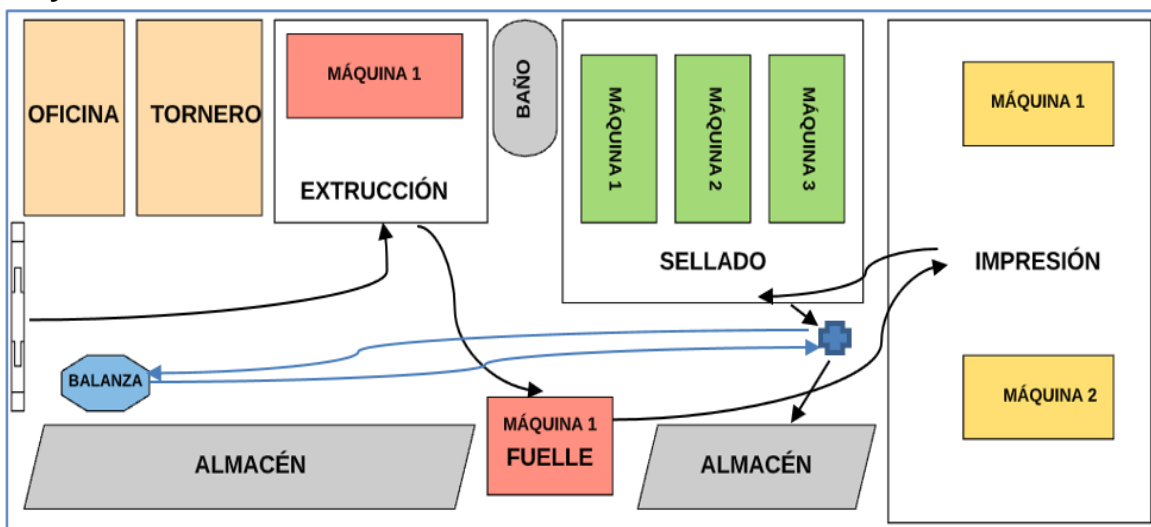 OFICINA
TORNERO
MÁQUINA 1
EXTRUCCIÓN
BAÑO
MÁQUINA 1
MÁQUINA 2
MÁQUINA 3
SELLADO
MÁQUINA 1
IMPRESIÓN
MÁQUINA 2
BALANZA
ALMACÉN
MÁQUINA 1
FUELLE
ALMACÉN